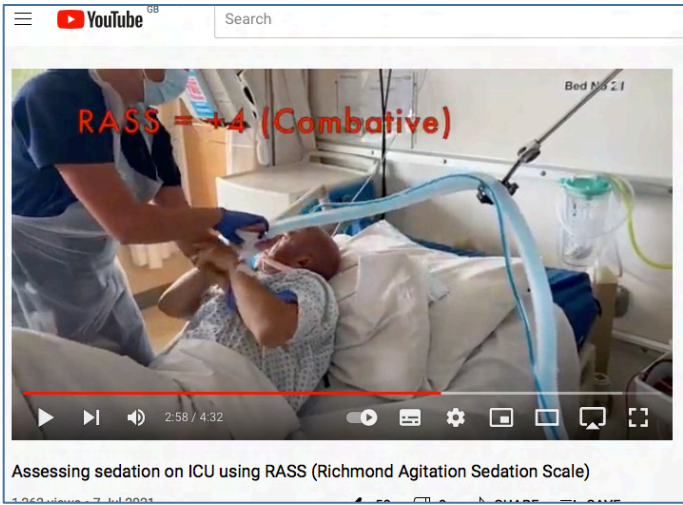 YouTube GB
Search
Bed No 21
RASS = +4 (Combative)
2:58 / 4:32
Assessing sedation on ICU using RASS (Richmond Agitation Sedation Scale)